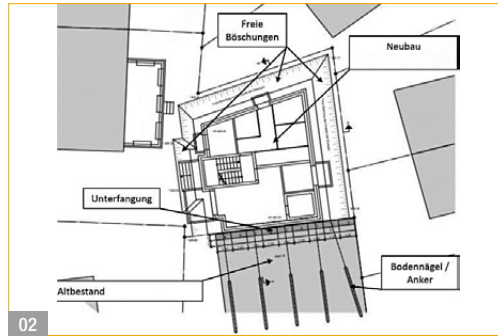 Freie
Böschungen
Neubau
Unterfangung
Altbestand
Bodennägel /
Anker
02